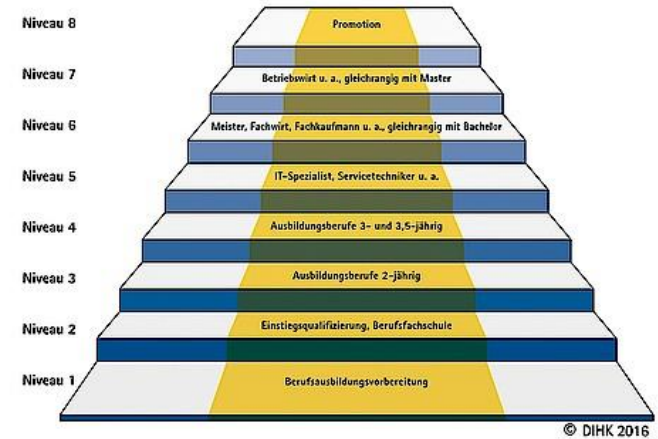 Niveau 8
Promotion
Niveau 7
Betriebswirt u. a., gleichrangig mit Master
Niveau 6
Meister, Fachwirt, Fachkaufmann u. a., gleichrangig mit Bachelor
Niveau 5
IT-Spezialist, Servicetechniker u. a.
Niveau 4
Ausbildungsberufe 3- und 3,5-jährig
Niveau 3
Ausbildungsberufe 2-jährig
Niveau 2
Einstiegsqualifizierung, Berufsfachschule
Niveau 1
Berufsausbildungsvorbereitung
© DIHK 2016